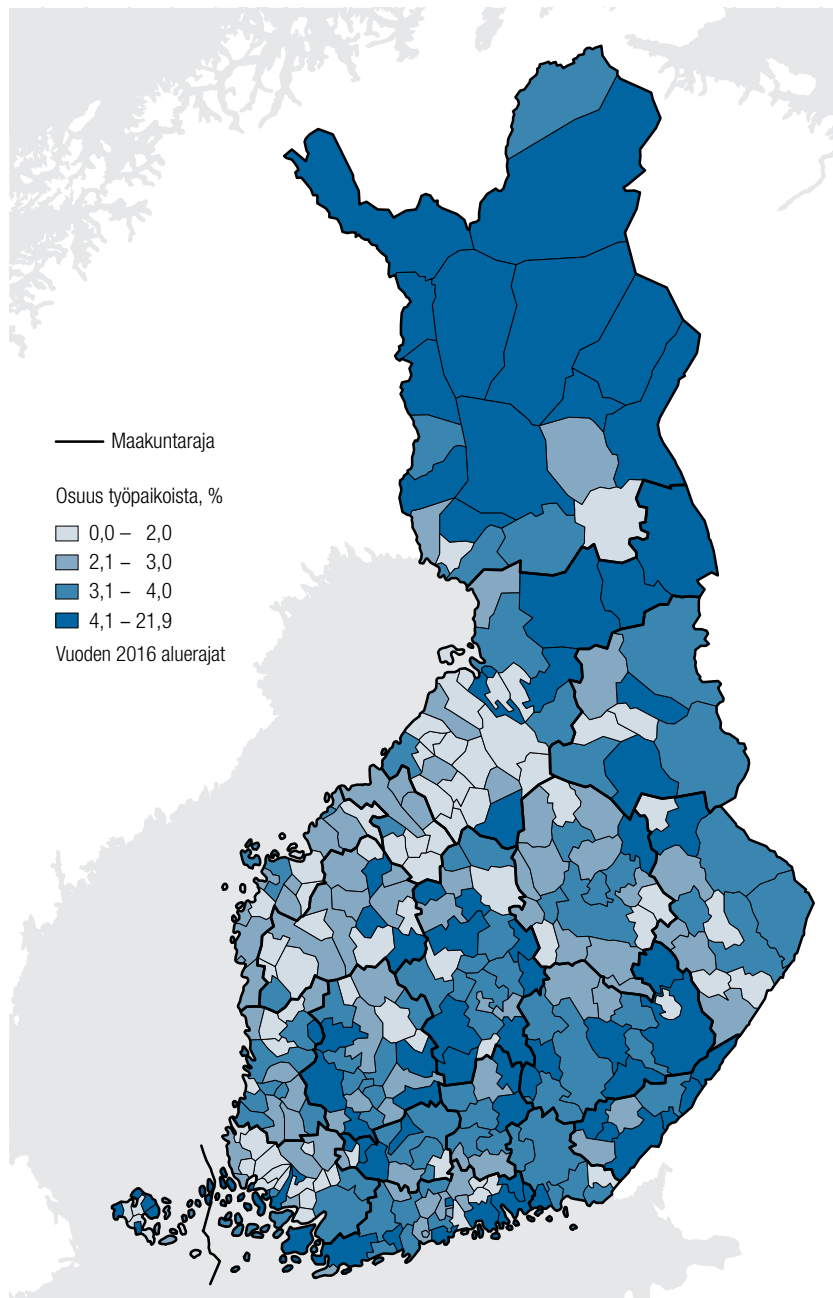 Maakuntaraja
Osuus työpaikoista, %
0,0 – 2,0
2,1 – 3,0
3,1 – 4,0
4,1 – 21,9
Vuoden 2016 aluerajat